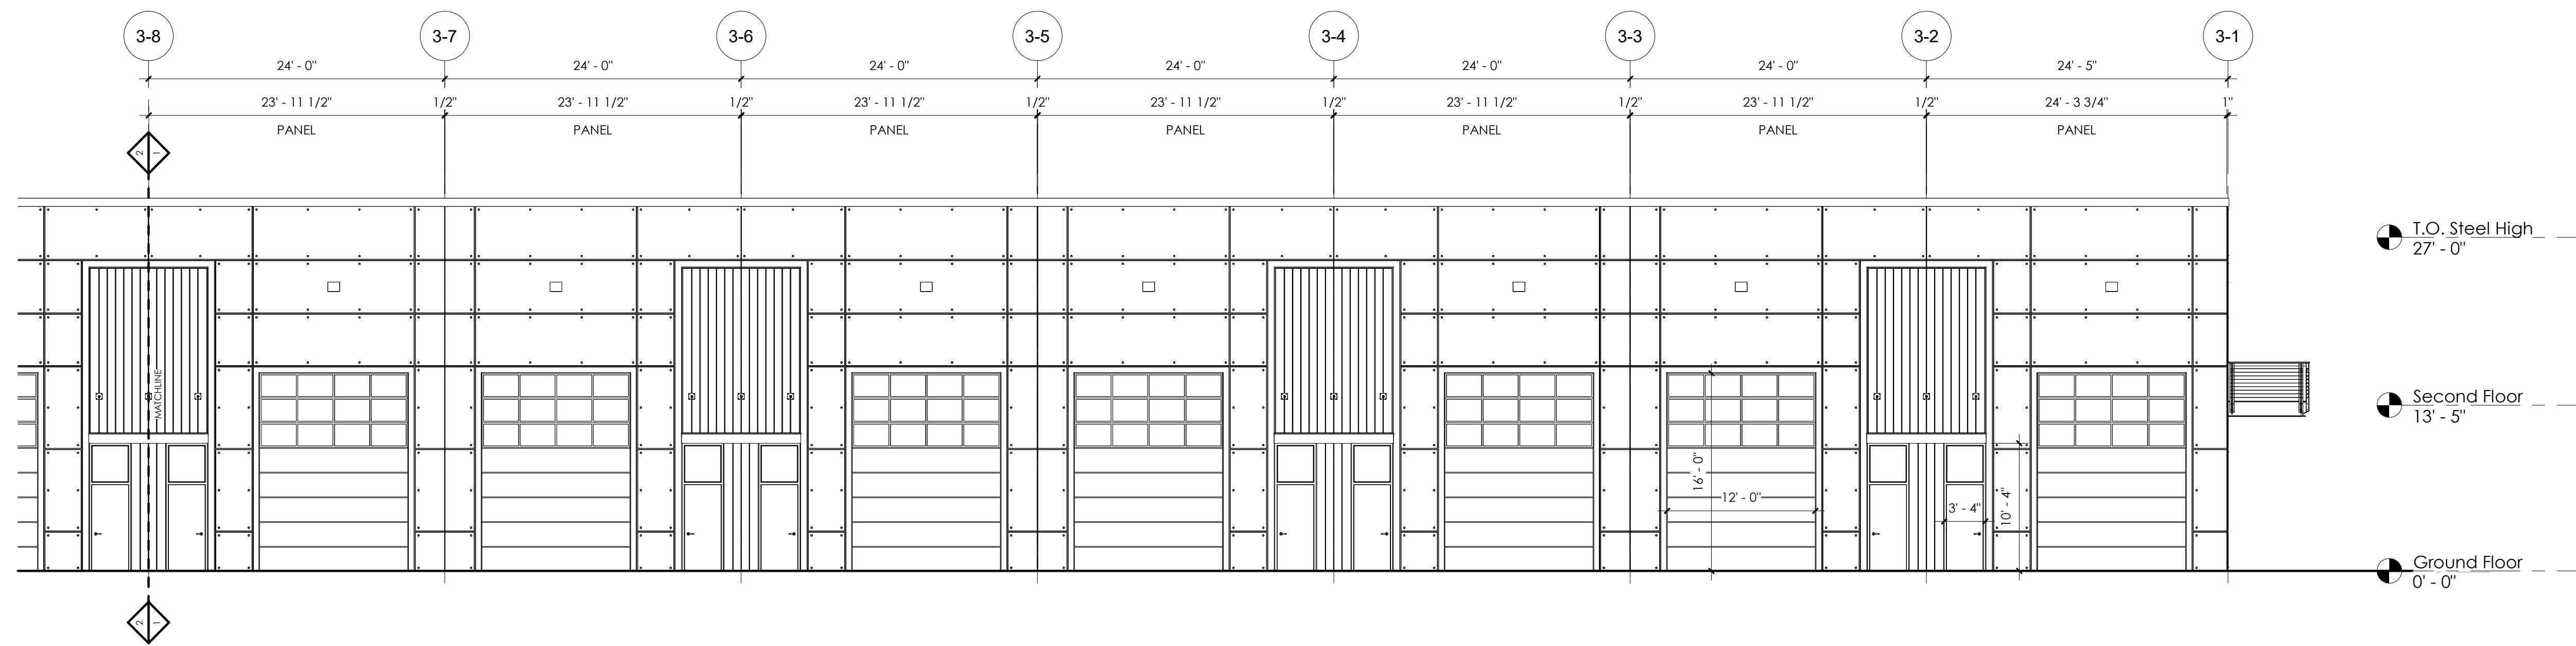 3-8 3-7 3-6 3-5 3-4 3-3 3-2 3-1
24' - 0" 24' - 0" 24' - 0" 24' - 0" 24' - 0" 24' - 0" 24' - 5"
23' - 11 1/2" 1/2" 23' - 11 1/2" 1/2" 23' - 11 1/2" 1/2" 23' - 11 1/2" 1/2" 23' - 11 1/2" 1/2" 23' - 11 1/2" 1/2" 24' - 3 3/4" 1"
PANEL PANEL PANEL PANEL PANEL PANEL PANEL
2 1
T.O. Steel High
27' - 0"
MATCHLINE
Second Floor
13' - 5"
16' - 0"
12' - 0"
3' - 4"
10' - 4"
Ground Floor
0' - 0"
2 1